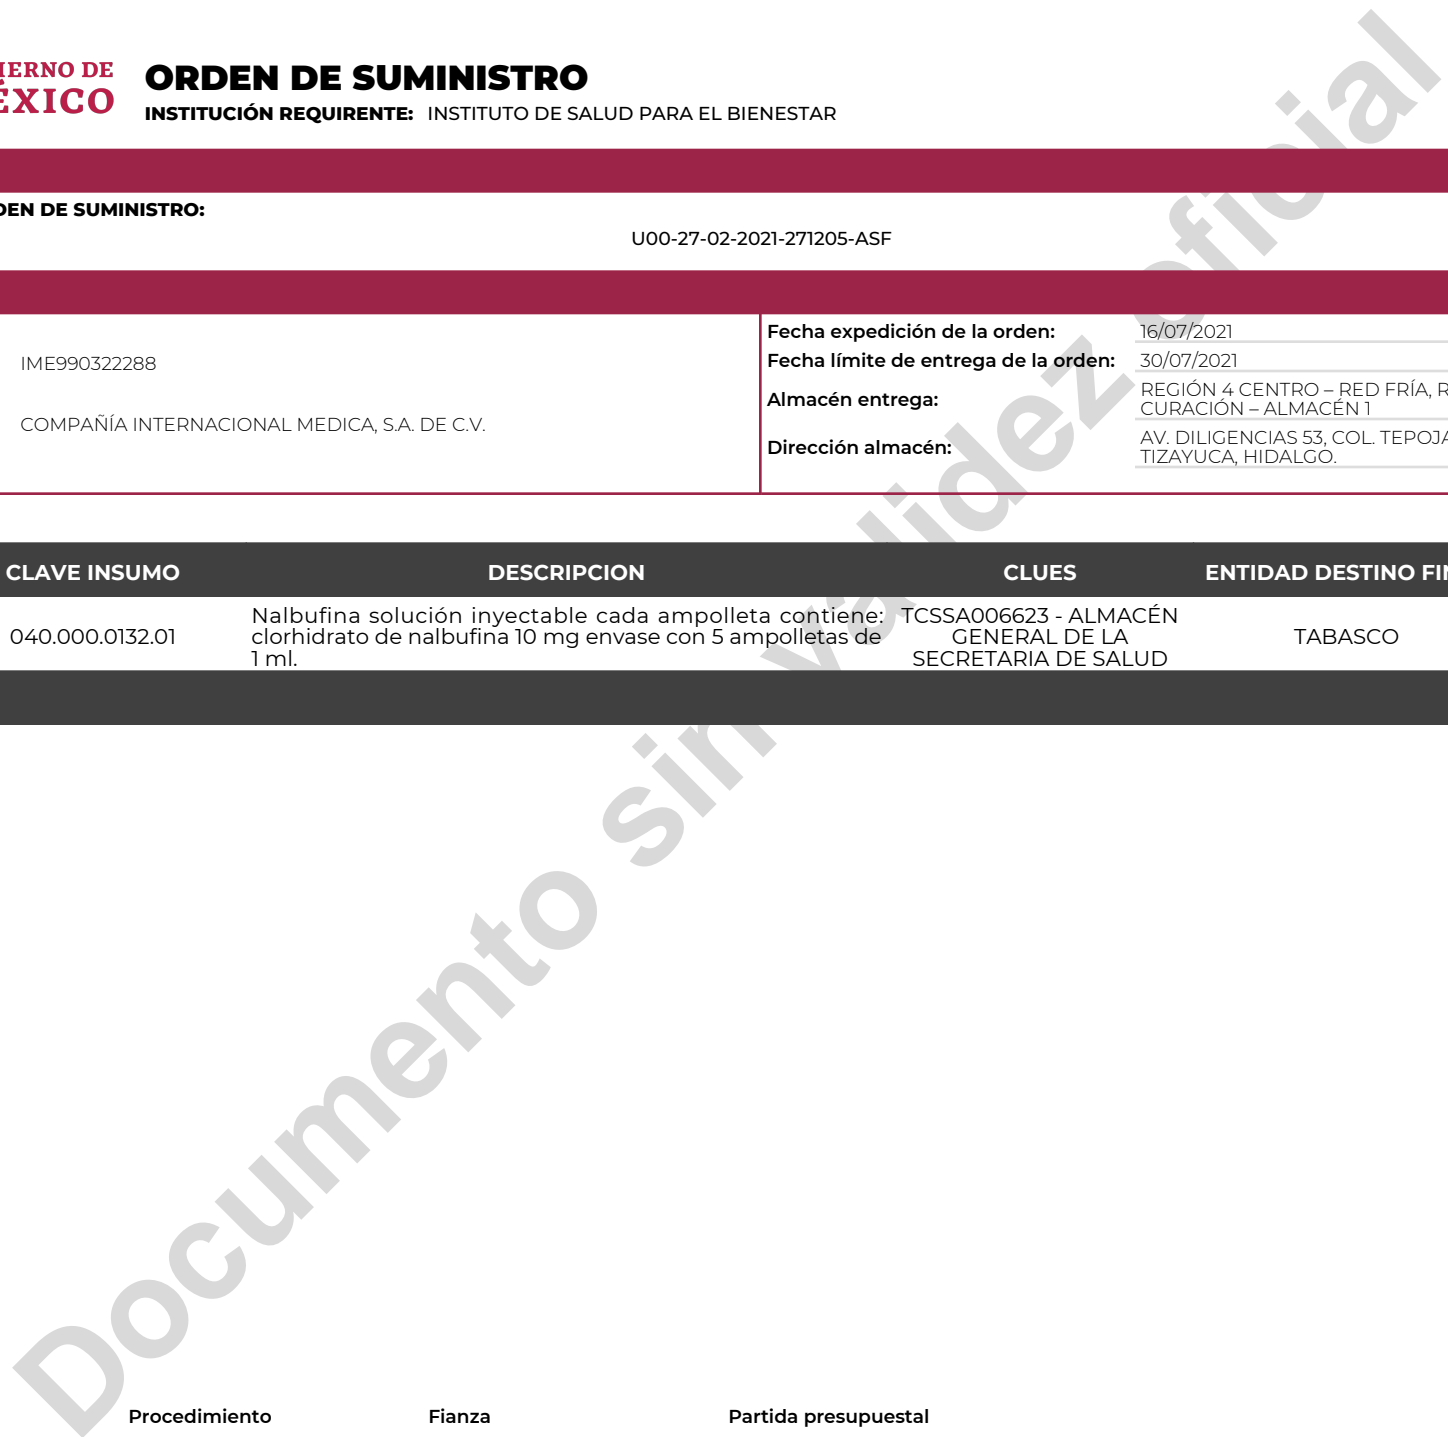 IERNO DE
ÉXICO
ORDEN DE SUMINISTRO
INSTITUCIÓN REQUIRENTE: INSTITUTO DE SALUD PARA EL BIENESTAR
DEN DE SUMINISTRO:
U00-27-02-2021-271205-ASF
IME990322288
COMPAÑÍA INTERNACIONAL MEDICA, S.A. DE C.V.
Fecha expedición de la orden: 16/07/2021
Fecha límite de entrega de la orden: 30/07/2021
Almacén entrega: REGIÓN 4 CENTRO – RED FRÍA, R
CURACIÓN – ALMACÉN 1
Dirección almacén: AV. DILIGENCIAS 53, COL. TEPOJA
TIZAYUCA, HIDALGO.
CLAVE INSUMO DESCRIPCION CLUES ENTIDAD DESTINO FIN
040.000.0132.01
Nalbufina solución inyectable cada ampolleta contiene:
clorhidrato de nalbufina 10 mg envase con 5 ampolletas de
1 ml.
TCSSA006623 - ALMACÉN
GENERAL DE LA
SECRETARIA DE SALUD
TABASCO
Documento sin validez oficial
Procedimiento Fianza Partida presupuestal